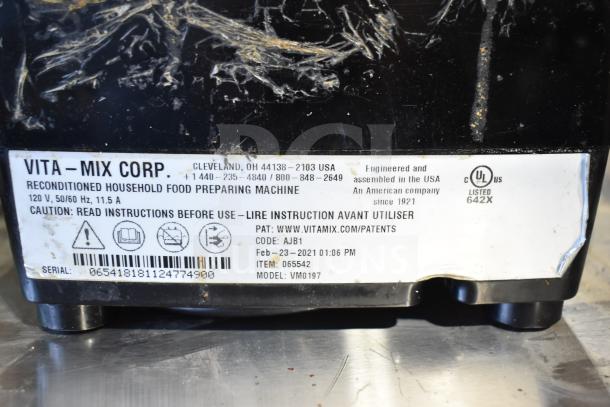 VITA-MIX CORP.
CLEVELAND, OH 44138-2103 USA
+1 440-235-4840 / 800-848-2649
RECONDITIONED HOUSEHOLD FOOD PREPARING MACHINE
120 V, 50/60 Hz, 11.5 A
Engineered and
assembled in the USA
An American company
since 1921
C UL US
LISTED
642X
CAUTION: READ INSTRUCTIONS BEFORE USE-LIRE INSTRUCTION AVANT UTILISER
PAT: WWW.VITAMIX.COM/PATENTS
CODE: AJB1
Feb-23-2021 01:06 PM
ITEM: 065542
MODEL: VM0197
SERIAL: 065418181124774900